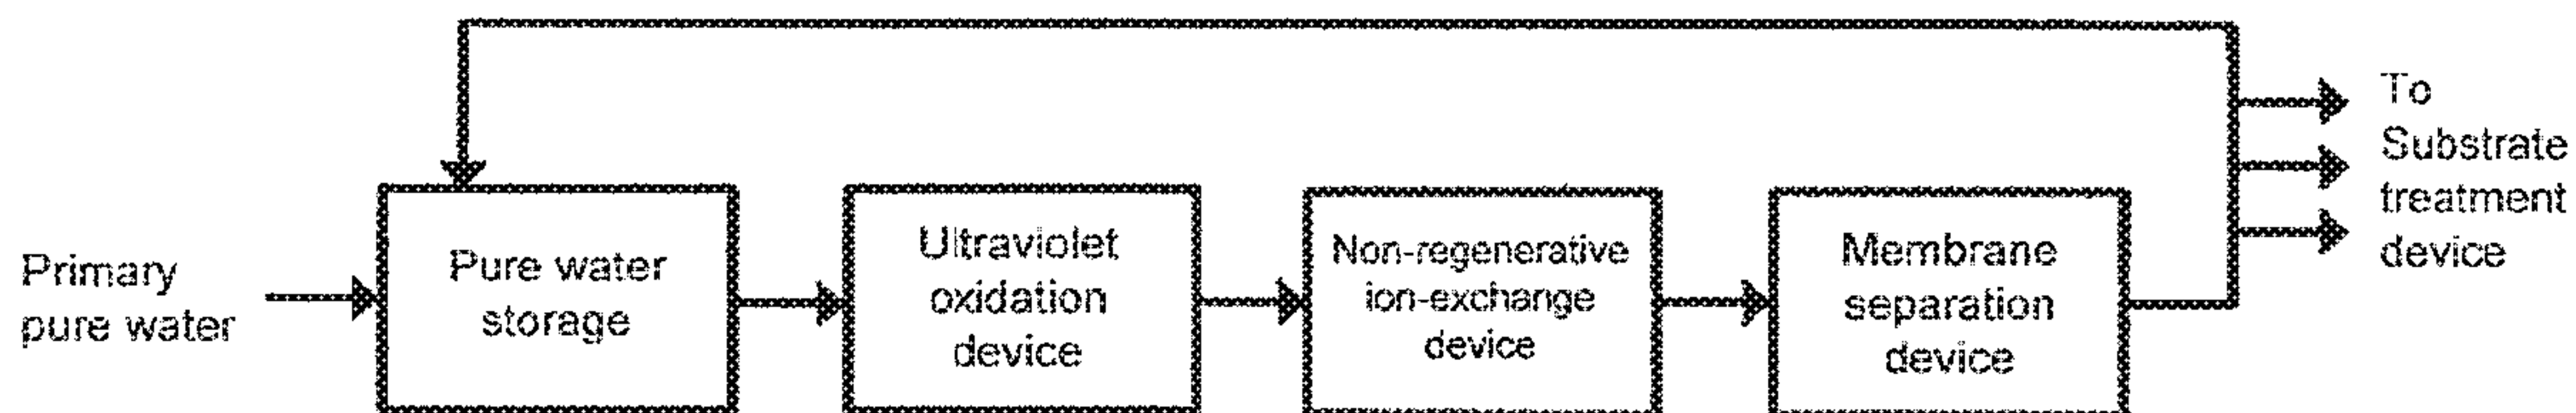 Primary
pure water
Pure water
storage
Ultraviolet
oxidation
device
Non-regenerative
ion-exchange
device
Membrane
separation
device
To
Substrate
treatment
device